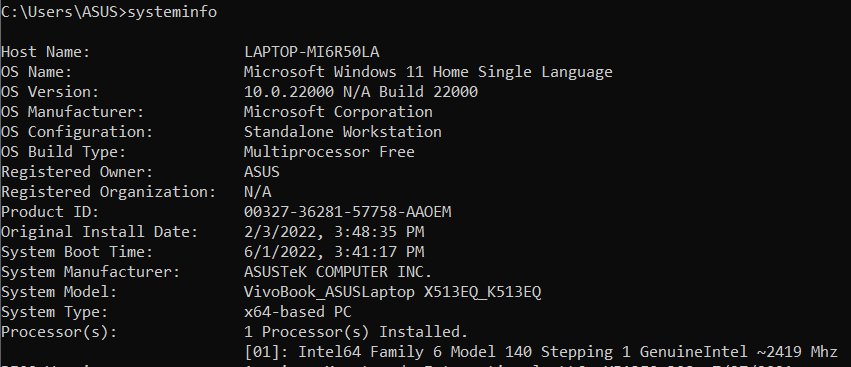 C:\Users\ASUS>systeminfo
Host Name: LAPTOP-MI6R50LA
OS Name: Microsoft Windows 11 Home Single Language
OS Version: 10.0.22000 N/A Build 22000
OS Manufacturer: Microsoft Corporation
OS Configuration: Standalone Workstation
OS Build Type: Multiprocessor Free
Registered Owner: ASUS
Registered Organization: N/A
Product ID: 00327-36281-57758-AAOEM
Original Install Date: 2/3/2022, 3:48:35 PM
System Boot Time: 6/1/2022, 3:41:17 PM
System Manufacturer: ASUSTeK COMPUTER INC.
System Model: VivoBook_ASUSLaptop X513EQ_K513EQ
System Type: x64-based PC
Processor(s): 1 Processor(s) Installed.
[01]: Intel64 Family 6 Model 140 Stepping 1 GenuineIntel ~2419 Mhz